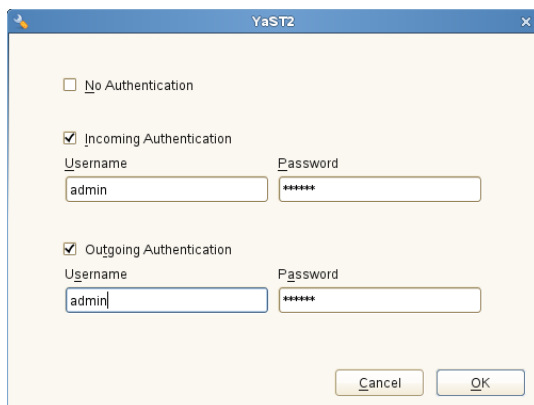 YaST2
No Authentication
Incoming Authentication
Username Password
admin ******
Outgoing Authentication
Username Password
admin ******
Cancel OK